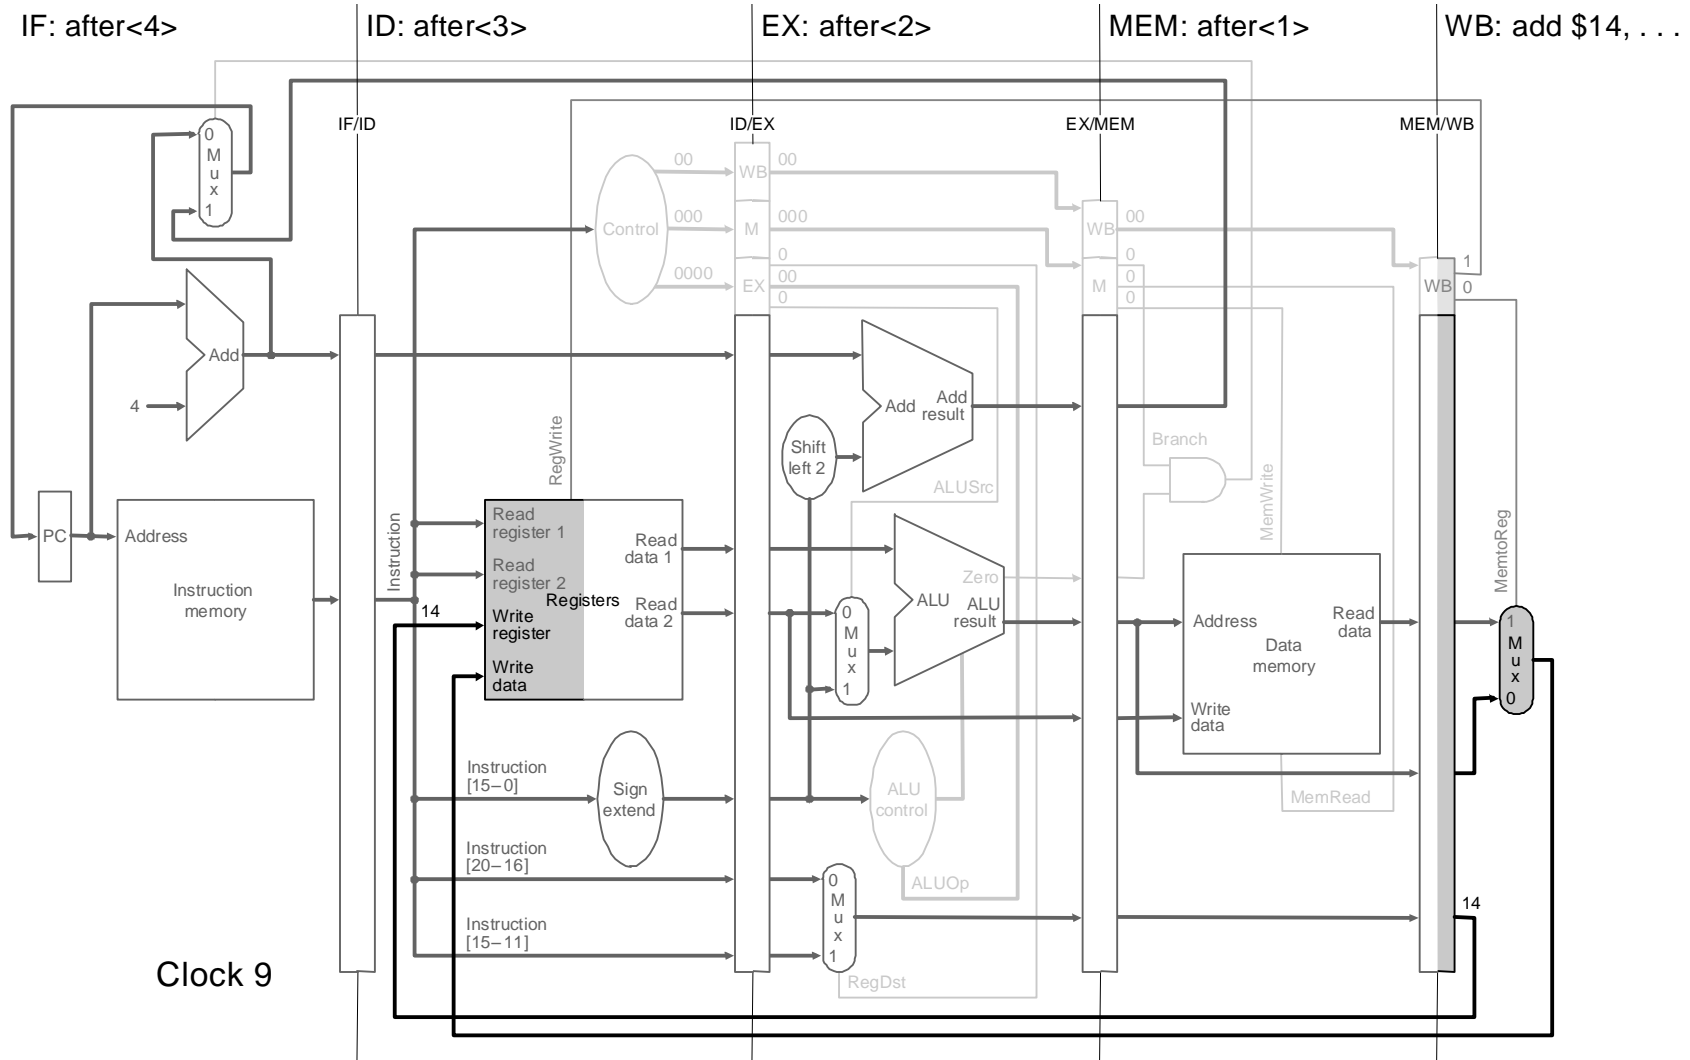 IF: after<4>
ID: after<3>
EX: after<2>
MEM: after<1>
WB: add $14, . . .
IF/ID
ID/EX
EX/MEM
MEM/WB
0
M
u
x
1
Control
00
000
0000
WB
M
EX
00
000
0
00
0
WB
M
00
0
0
0
WB
1
0
Add
4
RegWrite
Add
Add
result
Shift
left 2
Branch
ALUSrc
MemWrite
MemtoReg
PC
Address
Instruction
memory
Instruction
14
Read
register 1
Read
register 2
Write
register
Write
data
Registers
Read
data 1
Read
data 2
0
M
u
x
1
Zero
ALU
ALU
result
Address
Data
memory
Read
data
Write
data
1
M
u
x
0
Instruction
[15–0]
Sign
extend
ALU
control
MemRead
Instruction
[20–16]
Instruction
[15–11]
0
M
u
x
1
ALUOp
RegDst
14
Clock 9